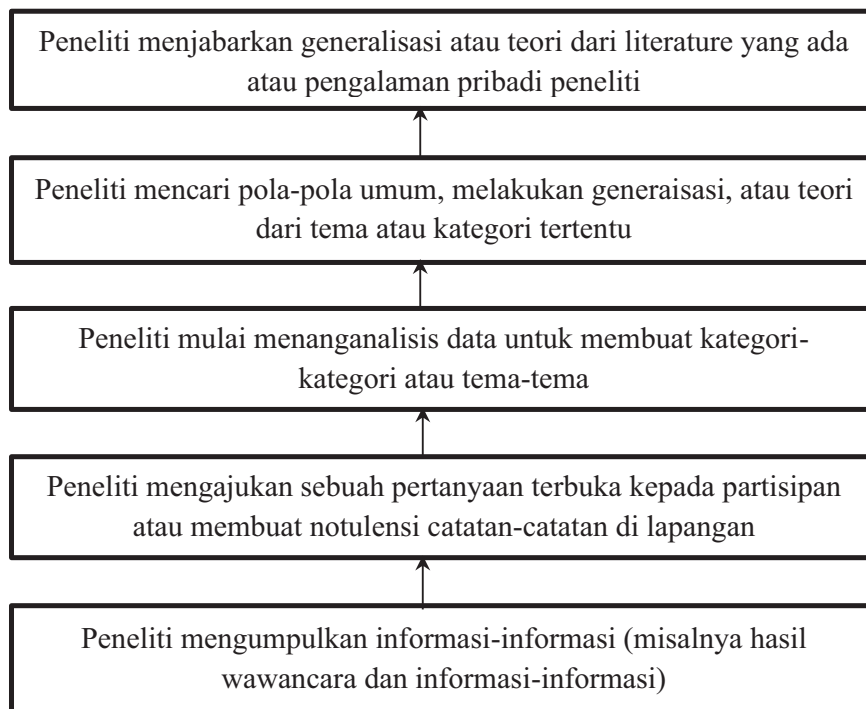 Peneliti menjabarkan generalisasi atau teori dari literature yang ada
atau pengalaman pribadi peneliti
Peneliti mencari pola-pola umum, melakukan generaisasi, atau teori
dari tema atau kategori tertentu
Peneliti mulai menanganalisis data untuk membuat kategori-
kategori atau tema-tema
Peneliti mengajukan sebuah pertanyaan terbuka kepada partisipan
atau membuat notulensi catatan-catatan di lapangan
Peneliti mengumpulkan informasi-informasi (misalnya hasil
wawancara dan informasi-informasi)